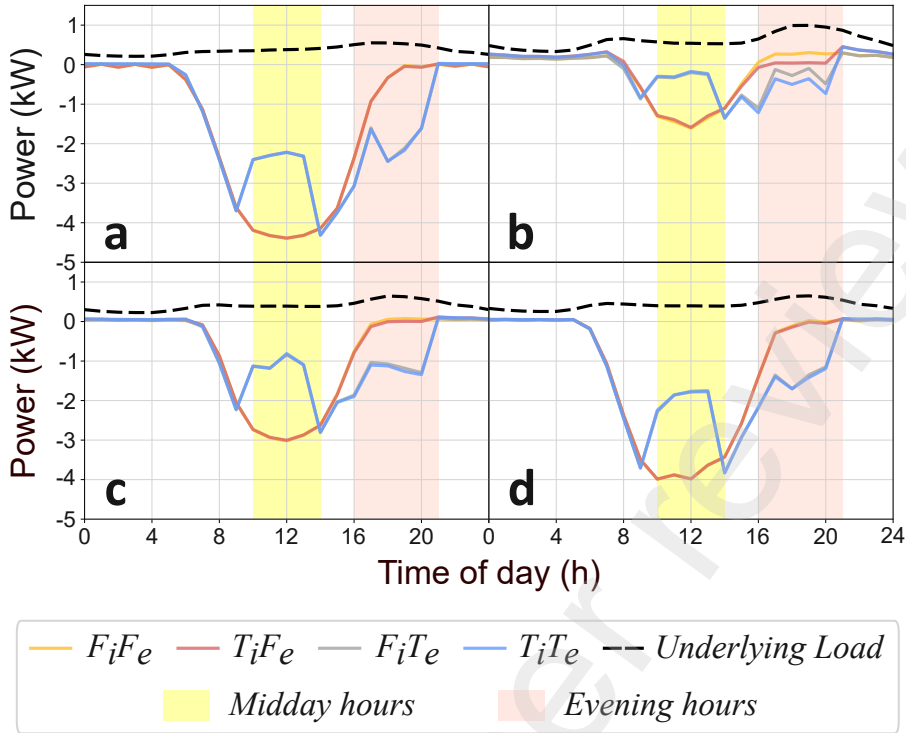 1
0
-1
-2
-3
-4
-5
Power (kW)
a
b
1
0
-1
-2
-3
-4
-5
Power (kW)
c
d
0 4 8 12 16 20 0 4 8 12 16 20 24
Time of day (h)
FiFe TiFe FiTe TiTe Underlying Load
Midday hours Evening hours
er review